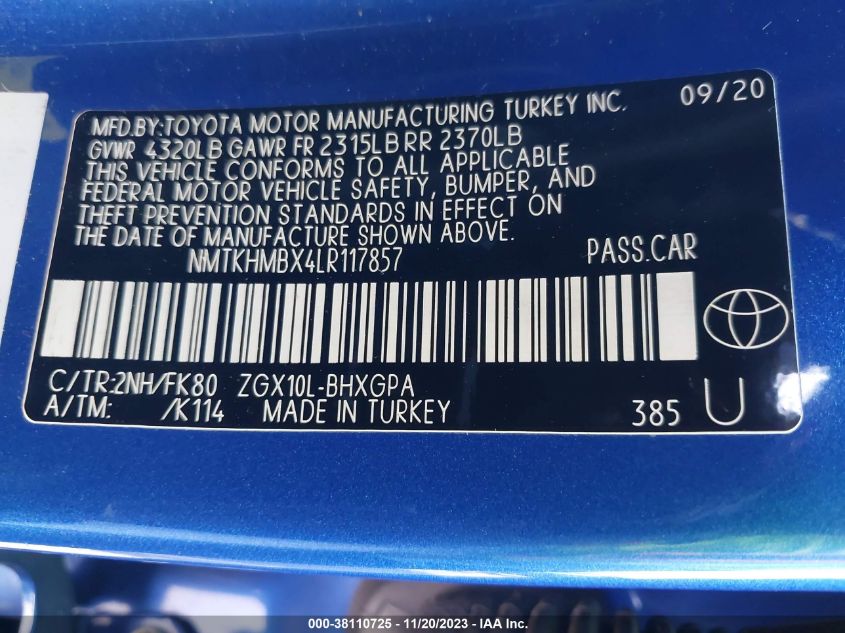 09/20
MFD.BY:TOYOTA MOTOR MANUFACTURING TURKEY INC.
GVWR 4320LB GAWR FR 2315LB RR 2370LB
THIS VEHICLE CONFORMS TO ALL APPLICABLE
FEDERAL MOTOR VEHICLE SAFETY, BUMPER, AND
THEFT PREVENTION STANDARDS IN EFFECT ON
THE DATE OF MANUFACTURE SHOWN ABOVE.
NMTKHMBX4LR117857 PASS.CAR
C/TR:2NH/FK80 ZGX10L-BHXGPA
A/TM: /K114 MADE IN TURKEY 385 U
000-38110725 - 11/20/2023 - IAA Inc.